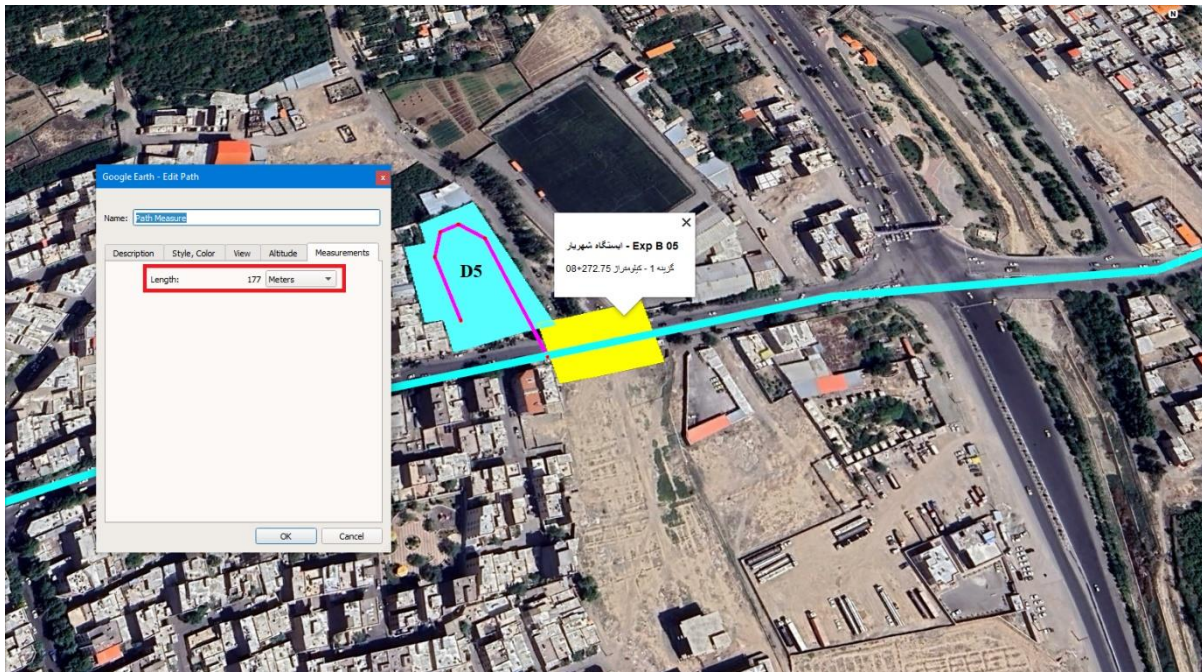 N
Google Earth - Edit Path
x
Name: Path Measure
Description Style, Color View Altitude Measurements
Length: 177 Meters
OK Cancel
D5
×
Exp B 05 - ایستگاه شهریار
گزینه 1 - کیلومتراژ 08+272.75